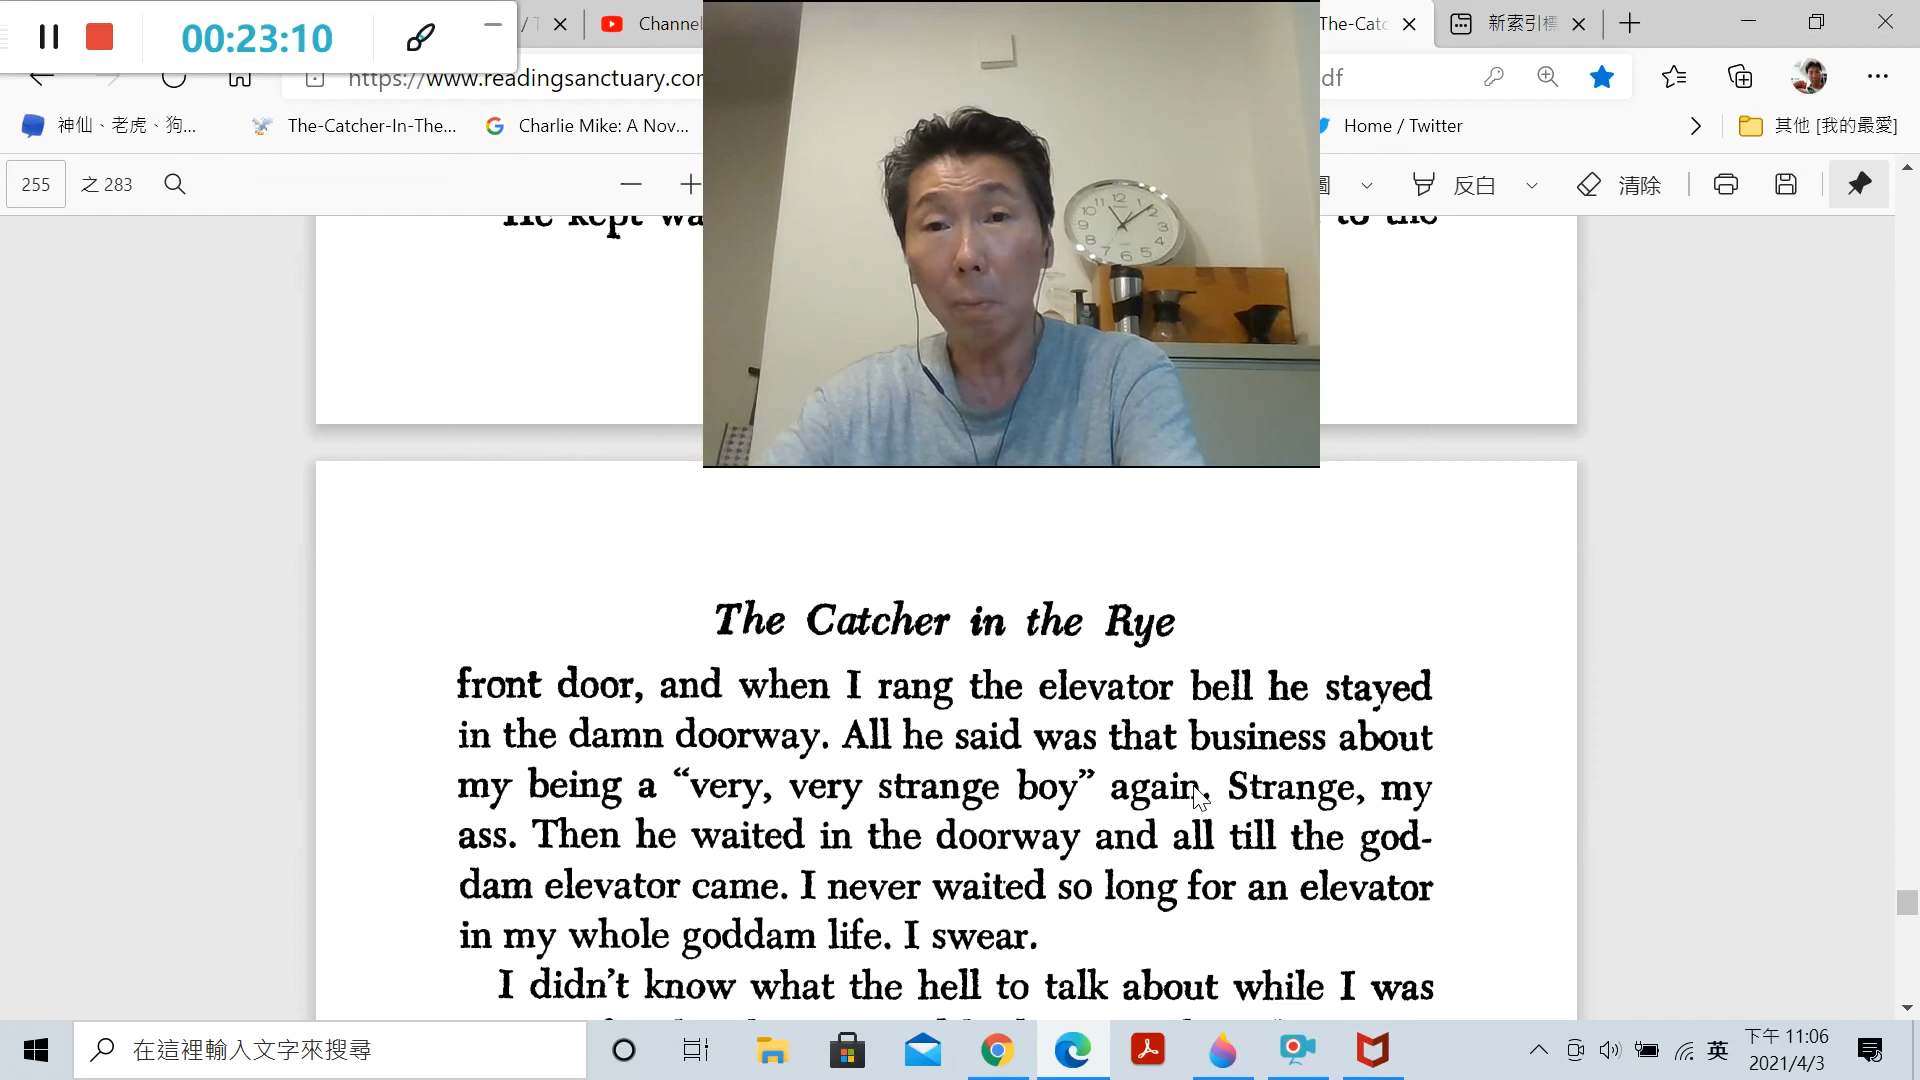 00:23:10
/ T
Channel
The-Catc
新索引標
https://www.readingsanctuary.com
df
神仙、老虎、狗...
The-Catcher-In-The...
Charlie Mike: A Nov...
Home / Twitter
其他 [我的最愛]
255
之 283
圖
反白
清除
He kept wa
to the
The Catcher in the Rye
front door, and when I rang the elevator bell he stayed
in the damn doorway. All he said was that business about
my being a “very, very strange boy” again. Strange, my
ass. Then he waited in the doorway and all till the god-
dam elevator came. I never waited so long for an elevator
in my whole goddam life. I swear.
I didn’t know what the hell to talk about while I was
在這裡輸入文字來搜尋
英
下午 11:06
2021/4/3